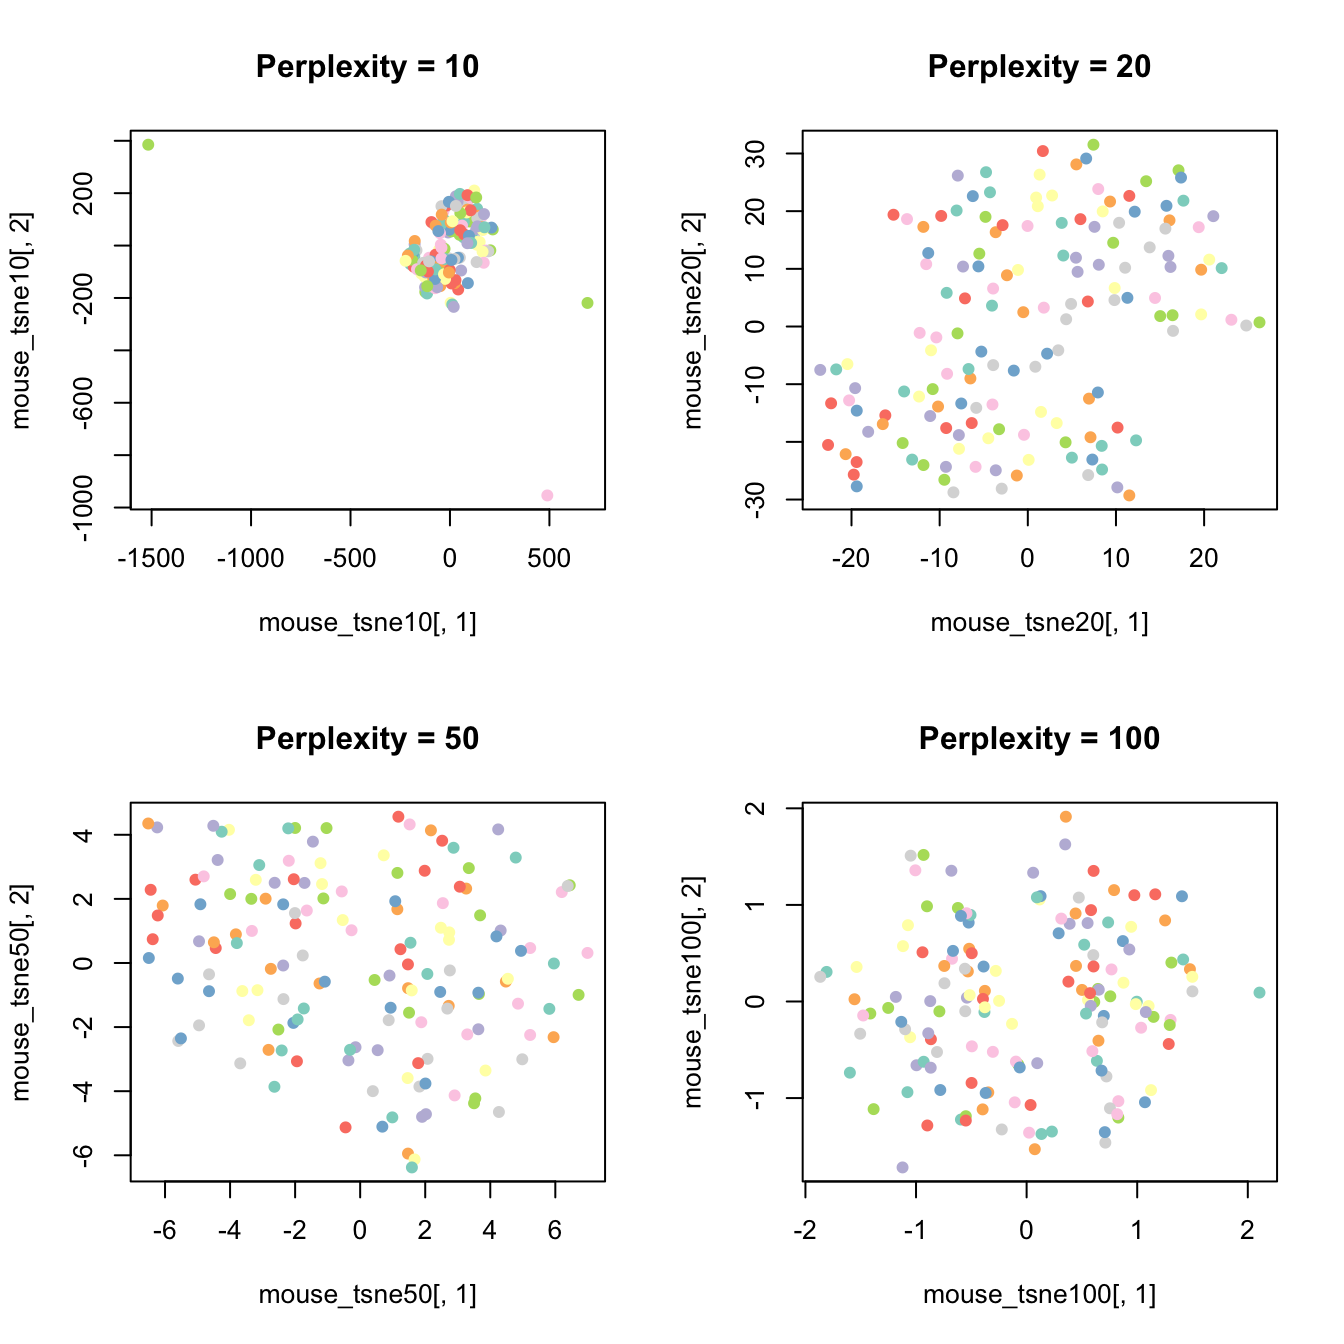 Perplexity = 10
200
-200
-600
-1000
mouse_tsne10[, 2]
-1500 -1000 -500 0 500
mouse_tsne10[, 1]
Perplexity = 20
30
20
10
0
-10
-30
mouse_tsne20[, 2]
-20 -10 0 10 20
mouse_tsne20[, 1]
Perplexity = 50
4
2
0
-2
-4
-6
mouse_tsne50[, 2]
-6 -4 -2 0 2 4 6
mouse_tsne50[, 1]
Perplexity = 100
2
1
0
-1
mouse_tsne100[, 2]
-2 -1 0 1 2
mouse_tsne100[, 1]